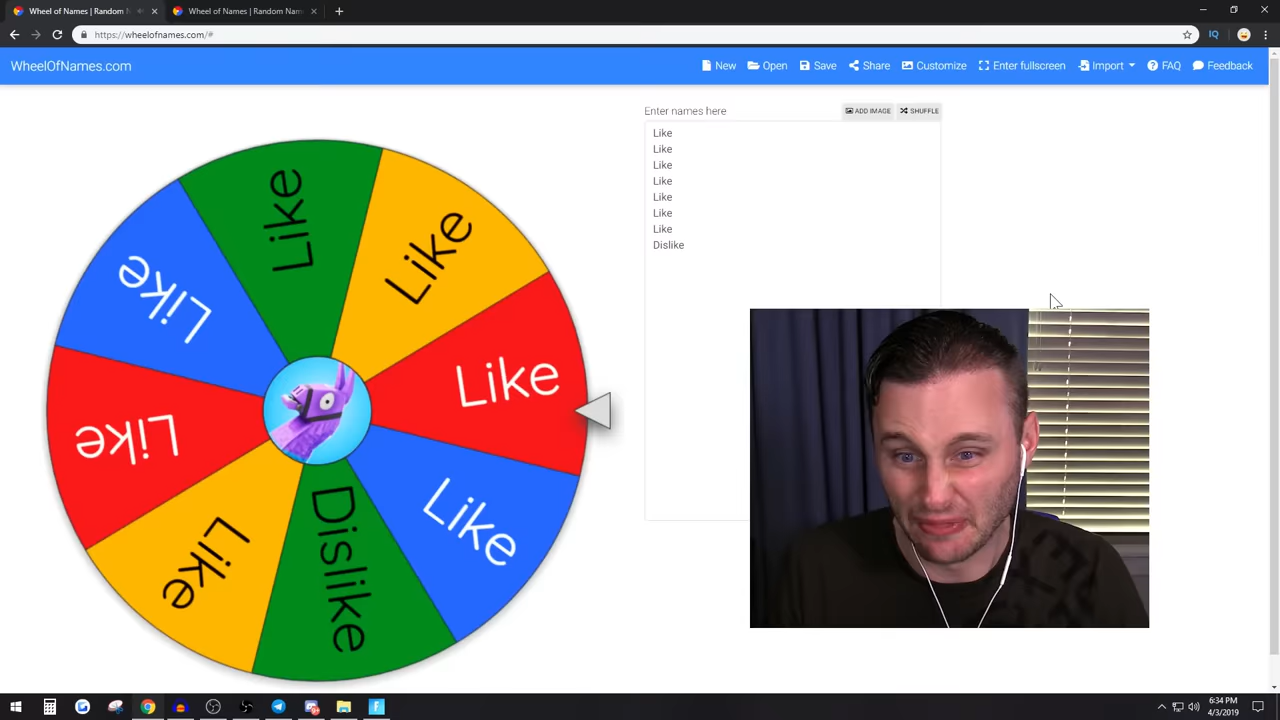 Wheel of Names | Random N
Wheel of Names | Random Nam
https://wheelofnames.com/#
WheelOfNames.com
New
Open
Save
Share
Customize
Enter fullscreen
Import
FAQ
Feedback
Enter names here
ADD IMAGE
SHUFFLE
Like
Like
Like
Like
Like
Like
Like
Dislike
Like
Like
Like
Like
Like
Like
Like
Dislike
6:34 PM
4/3/2019